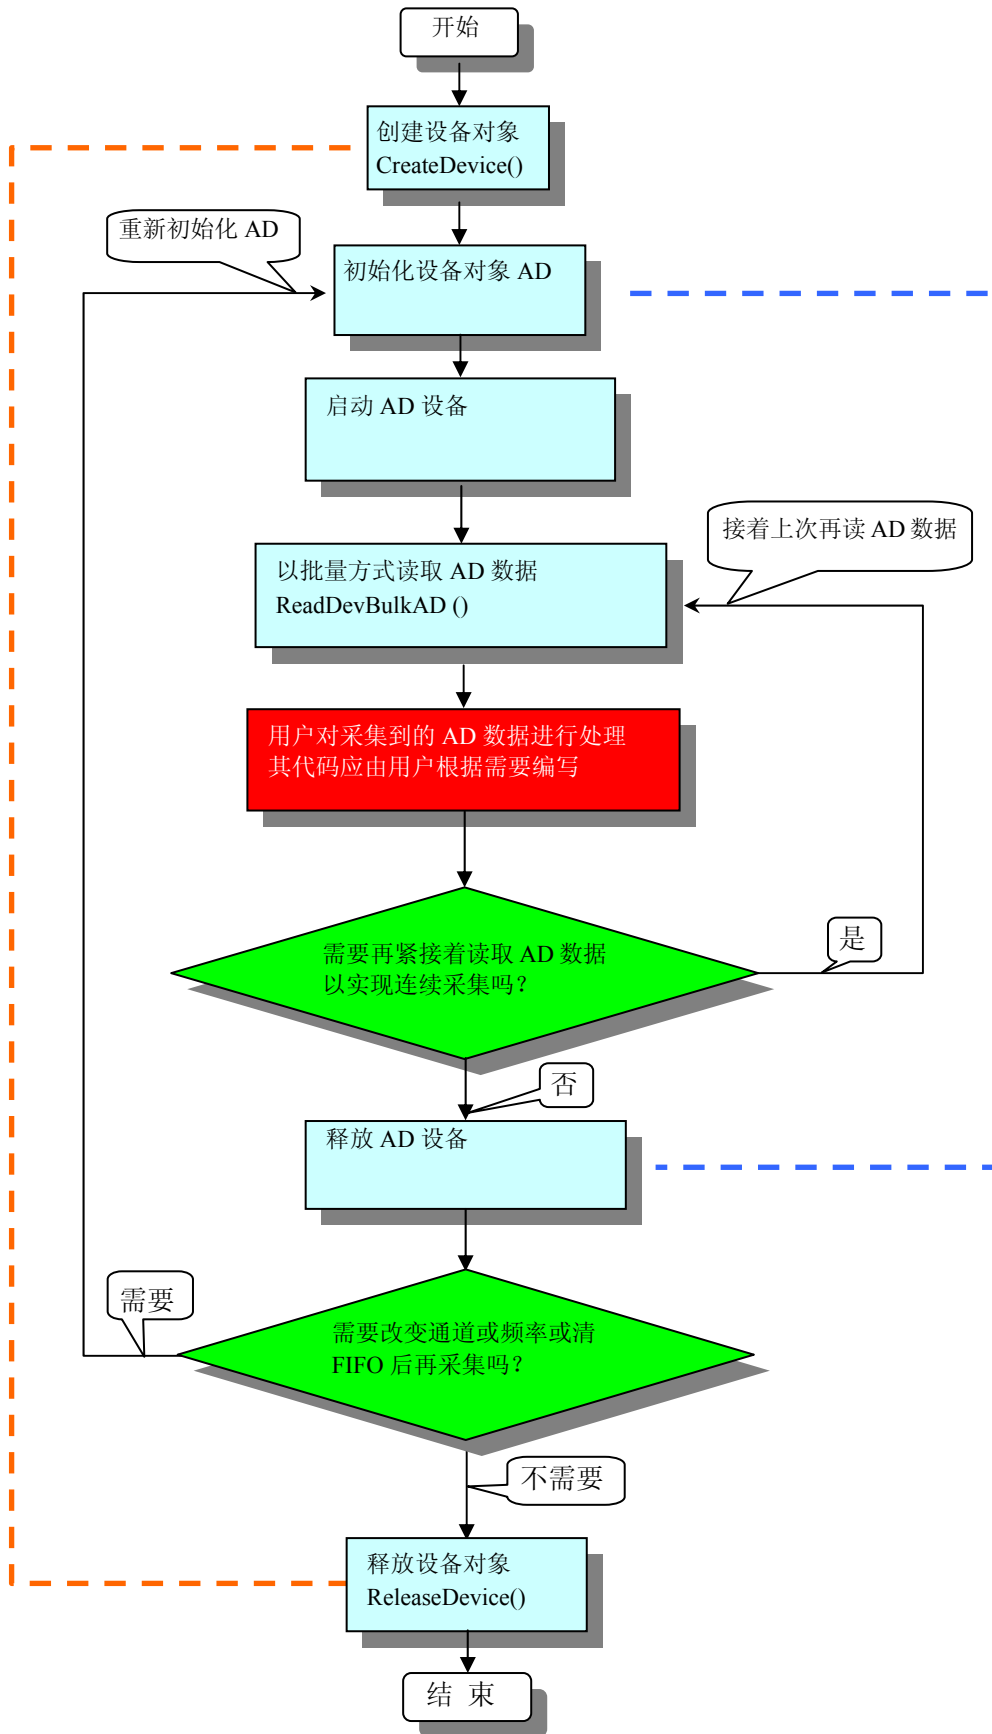 开始
创建设备对象
CreateDevice()
重新初始化 AD
初始化设备对象 AD
启动 AD 设备
接着上次再读 AD 数据
以批量方式读取 AD 数据
ReadDevBulkAD ()
用户对采集到的 AD 数据进行处理
其代码应由用户根据需要编写
需要再紧接着读取 AD 数据
以实现连续采集吗？
是
否
释放 AD 设备
需要
需要改变通道或频率或清
FIFO 后再采集吗？
不需要
释放设备对象
ReleaseDevice()
结 束